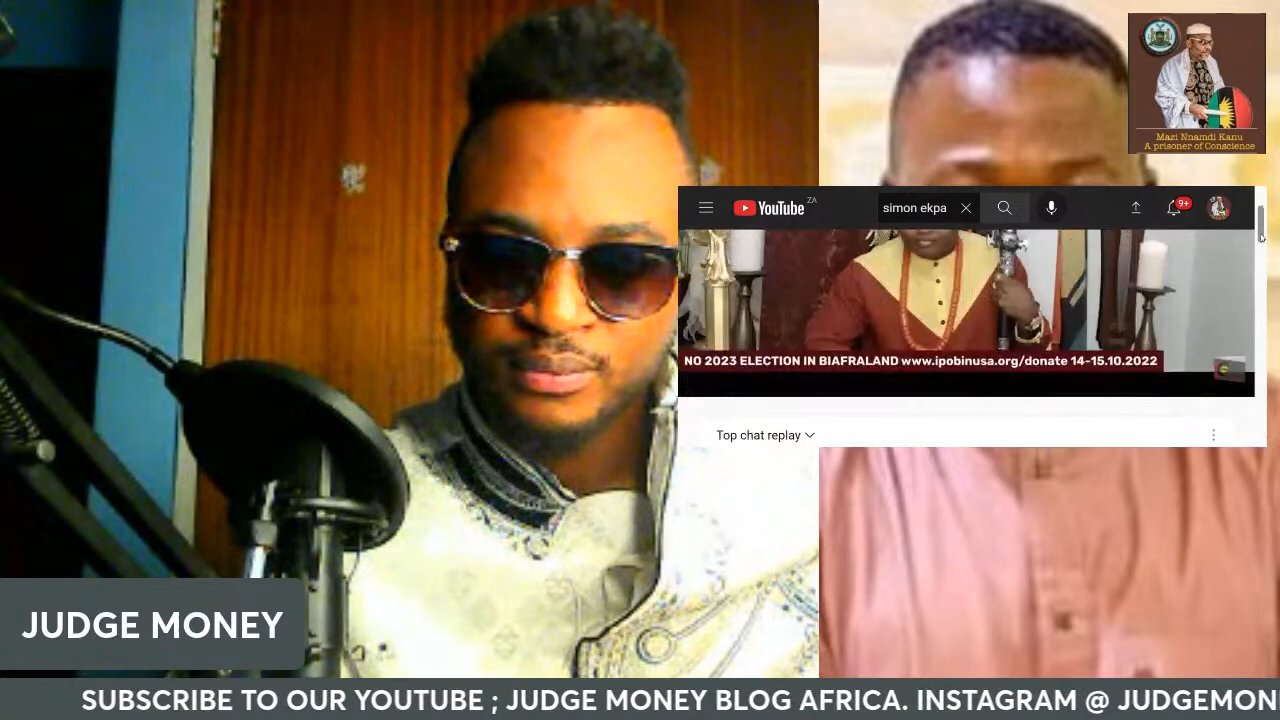 Mazi Nnamdi Kanu
A prisoner of Conscience
YouTube ZA
simon ekpa
9+
NO 2023 ELECTION IN BIAFRALAND www.ipobinusa.org/donate 14-15.10.2022
Top chat replay
JUDGE MONEY
SUBSCRIBE TO OUR YOUTUBE ; JUDGE MONEY BLOG AFRICA. INSTAGRAM @ JUDGEMON